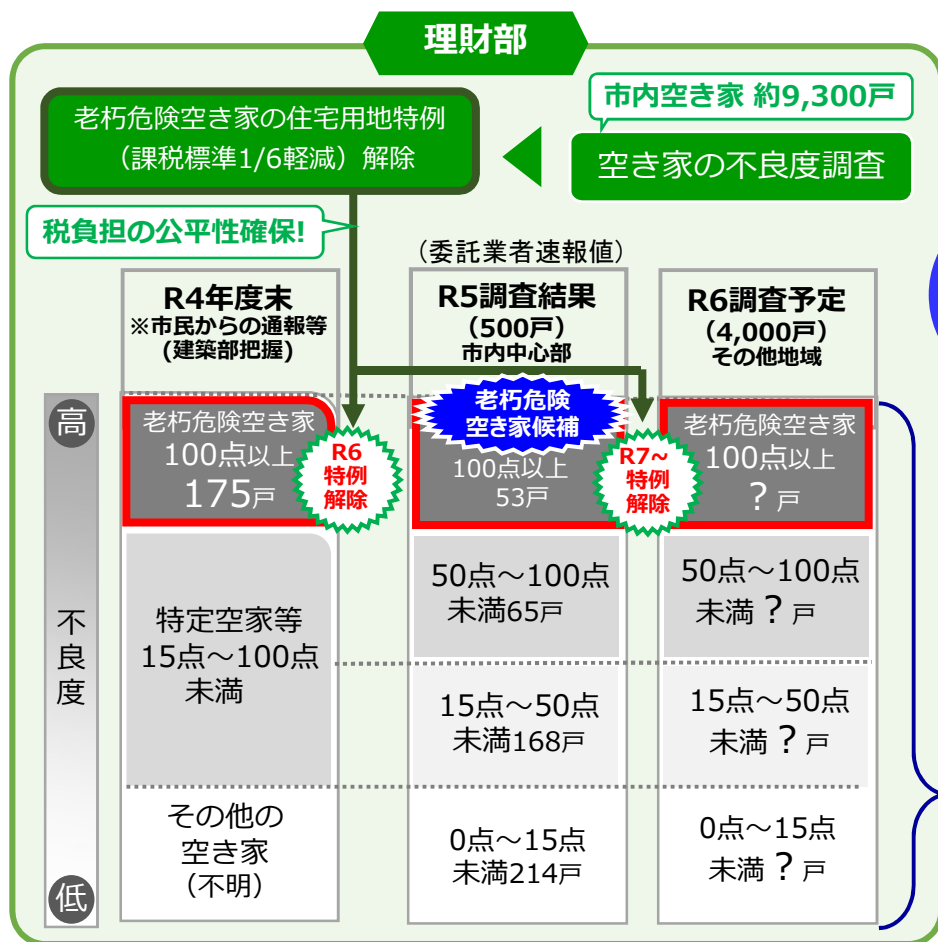 理財部
老朽危険空き家の住宅用地特例
（課税標準1/6軽減）解除
市内空き家 約9,300戸
空き家の不良度調査
税負担の公平性確保!
R4年度末
※市民からの通報等
(建築部把握)
（委託業者速報値）
R5調査結果
（500戸）
市内中心部
R6調査予定
（4,000戸）
その他地域
高
不良度
低
老朽危険空き家
100点以上
175戸
R6
特例
解除
特定空家等
15点～100点
未満
その他の
空き家
（不明）
老朽危険
空き家候補
100点以上
53戸
R7~
特例
解除
50点～100点
未満65戸
15点～50点
未満168戸
0点～15点
未満214戸
老朽危険空き家
100点以上
？戸
50点～100点
未満？戸
15点～50点
未満？戸
0点～15点
未満？戸